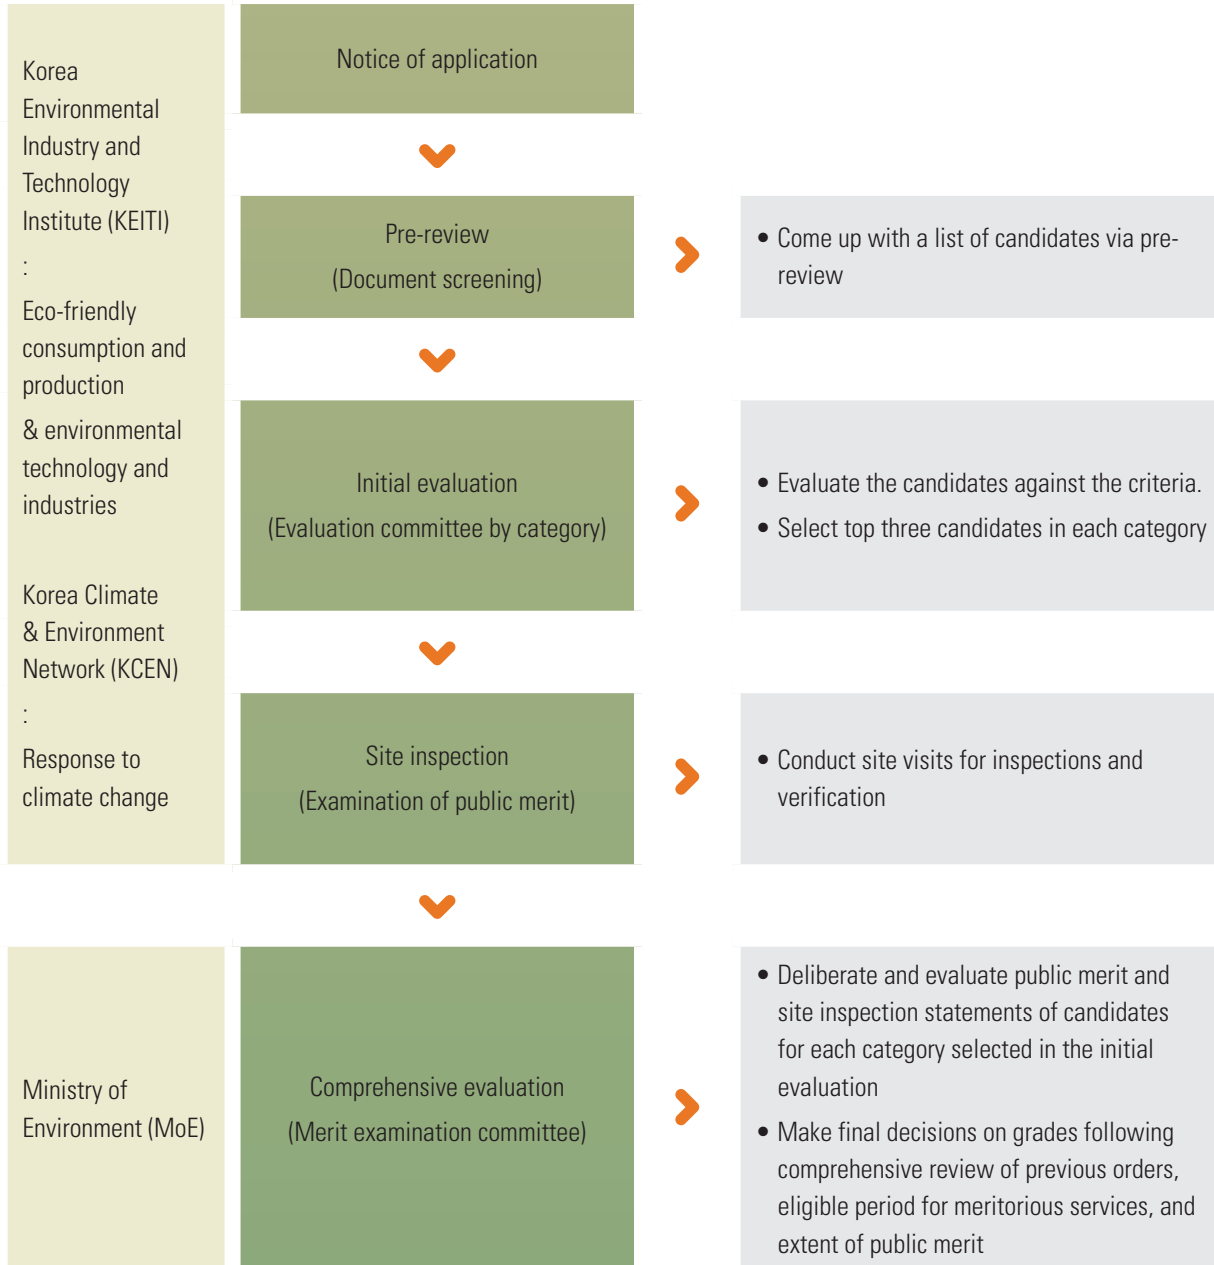 Korea
Environmental
Industry and
Technology
Institute (KEITI)
:
Eco-friendly
consumption and
production
& environmental
technology and
industries
Korea Climate
& Environment
Network (KCEN)
:
Response to
climate change
Notice of application
Pre-review
(Document screening)
• Come up with a list of candidates via pre-
review
Initial evaluation
(Evaluation committee by category)
• Evaluate the candidates against the criteria.
• Select top three candidates in each category
Site inspection
(Examination of public merit)
• Conduct site visits for inspections and
verification
Ministry of
Environment (MoE)
Comprehensive evaluation
(Merit examination committee)
• Deliberate and evaluate public merit and
site inspection statements of candidates
for each category selected in the initial
evaluation
• Make final decisions on grades following
comprehensive review of previous orders,
eligible period for meritorious services, and
extent of public merit